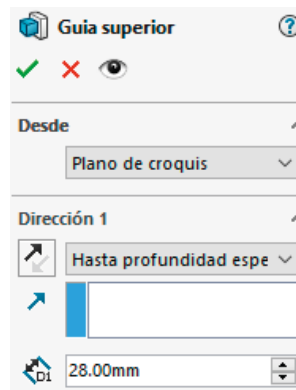 Guia superior
Desde
Plano de croquis
Dirección 1
Hasta profundidad espe
D1
28.00mm